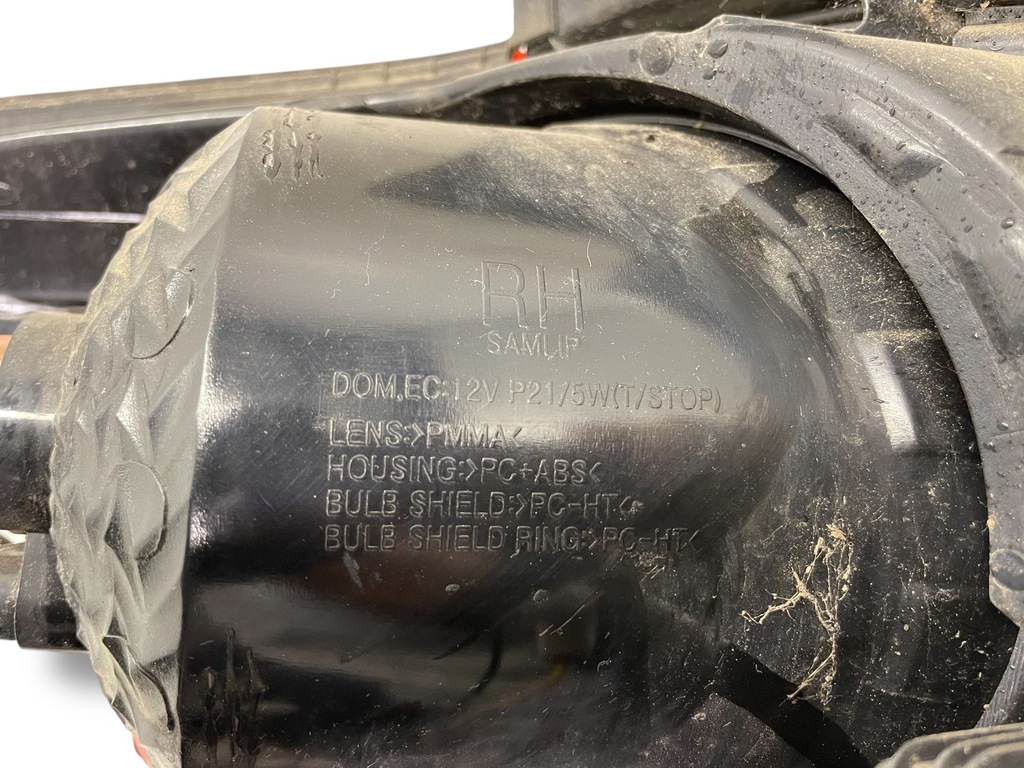 RH
SAMLIP
DOM,EC:12V P21/5W(T/STOP)
LENS:>PMMA<
HOUSING:>PC+ABS<
BULB SHIELD:>PC-HT<
BULB SHIELD RING:>PC-HT<